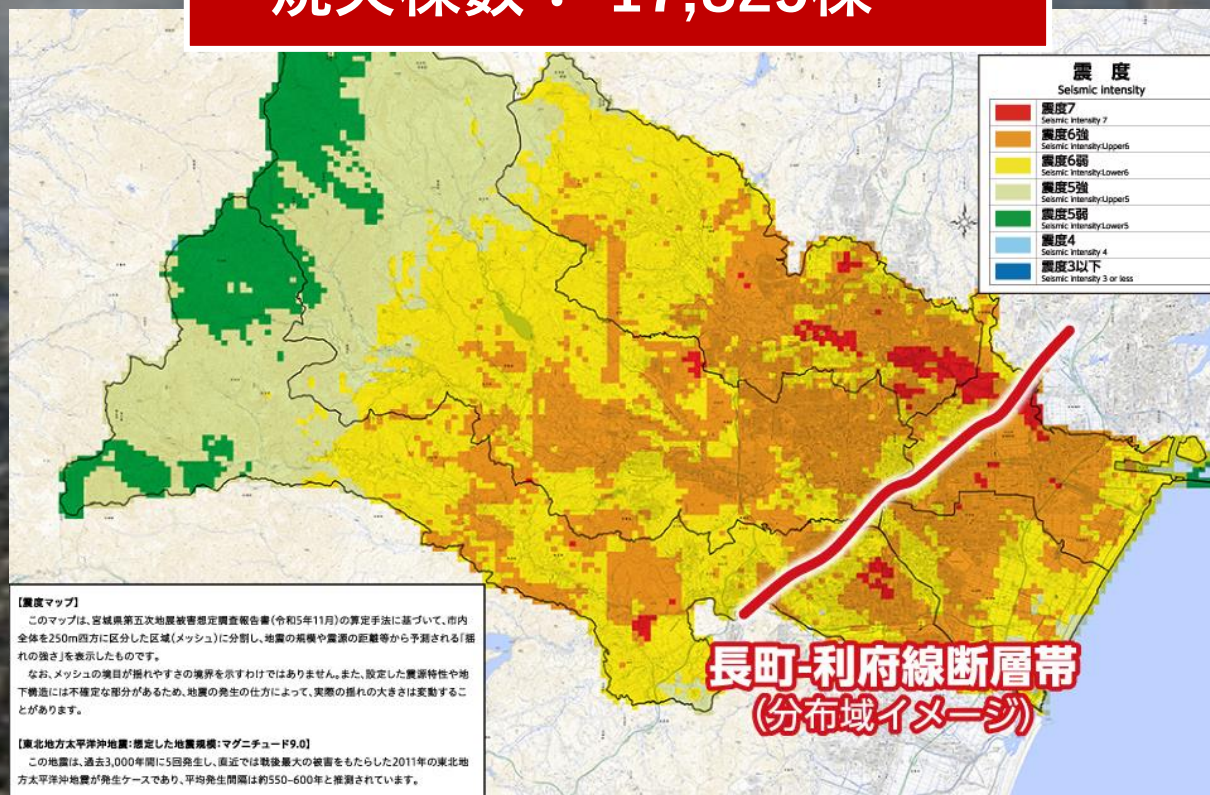 焼失棟数： 17,829棟
震 度
Seismic intensity
震度7
Seismic intensity 7
震度6強
Seismic intensity:Upper6
震度6弱
Seismic intensity:Lower6
震度5強
Seismic intensity:Upper5
震度5弱
Seismic intensity:Lower5
震度4
Seismic intensity 4
震度3以下
Seismic intensity 3 or less
長町-利府線断層帯
(分布域イメージ)
【震度マップ】
このマップは、宮城県第五次地震被害想定調査報告書(令和5年11月)の算定手法に基づいて、市内
全体を250m四方に区分した区域(メッシュ)に分割し、地震の規模や震源の距離等から予測される「揺
れの強さ」を表示したものです。
なお、メッシュの境目が揺れやすさの境界を示すわけではありません。また、設定した震源特性や地
下構造には不確定な部分があるため、地震の発生の仕方によって、実際の揺れの大きさは変動するこ
とがあります。
【東北地方太平洋沖地震:想定した地震規模:マグニチュード9.0】
この地震は、過去3,000年間に5回発生し、直近では戦後最大の被害をもたらした2011年の東北地
方太平洋沖地震が発生ケースであり、平均発生間隔は約550-600年と推測されています。